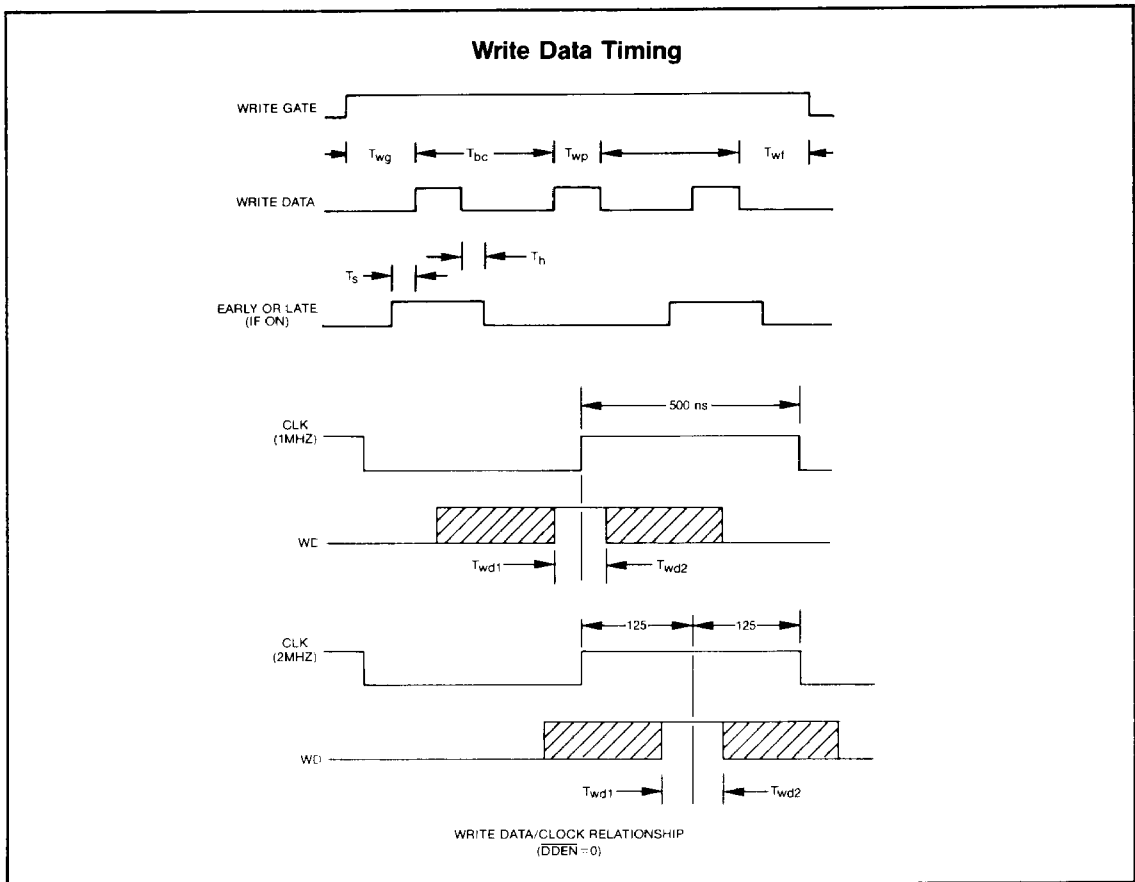 Write Data Timing
WRITE GATE
Twg Tbc Twp Twf
WRITE DATA
Th
Ts
EARLY OR LATE
(IF ON)
500 ns
CLK
(1MHZ)
WD
Twd1 Twd2
125 125
CLK
(2MHZ)
WD
Twd1 Twd2
WRITE DATA/CLOCK RELATIONSHIP
(DDEN = 0)